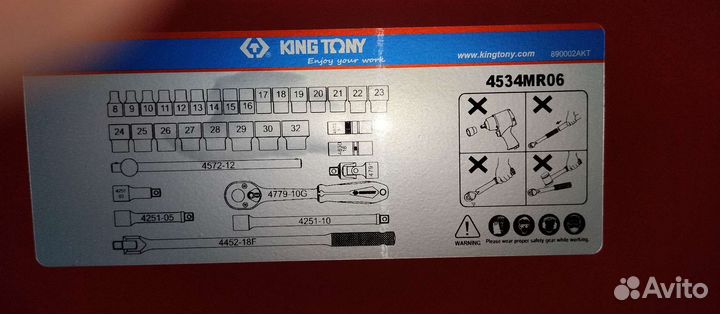 KING TONY
Enjoy your work
www.kingtony.com
890002AKT
4534MR06
8 9 10 11 12 13 14 15 16 17 18 19 20 21 22 23
24 25 26 27 28 29 30 32
4572-12
4791
4251
4779-10G
4251-05
4251-10
4452-18F
WARNING
Please wear proper safety gear while working.
Avito